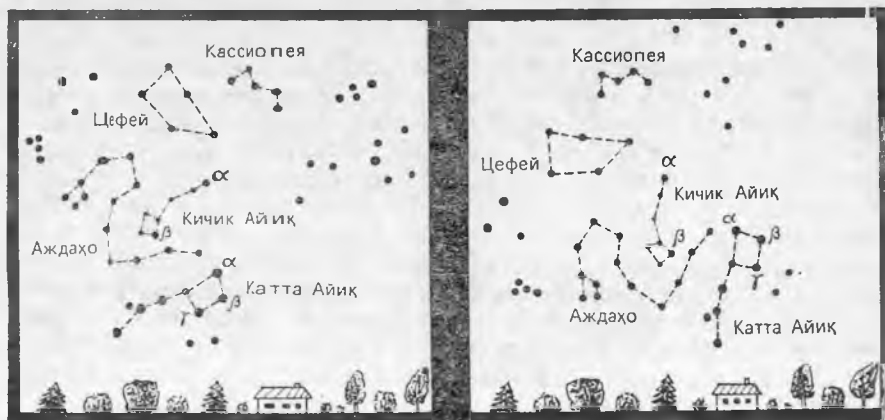 Кассиопея
Цефей
α
Кичик Айиқ
β
Аждаҳо
α
Катта Айиқ
β
γ
Кассиопея
Цефей
α
Кичик Айиқ
β
α
β
γ
Аждаҳо
Катта Айиқ